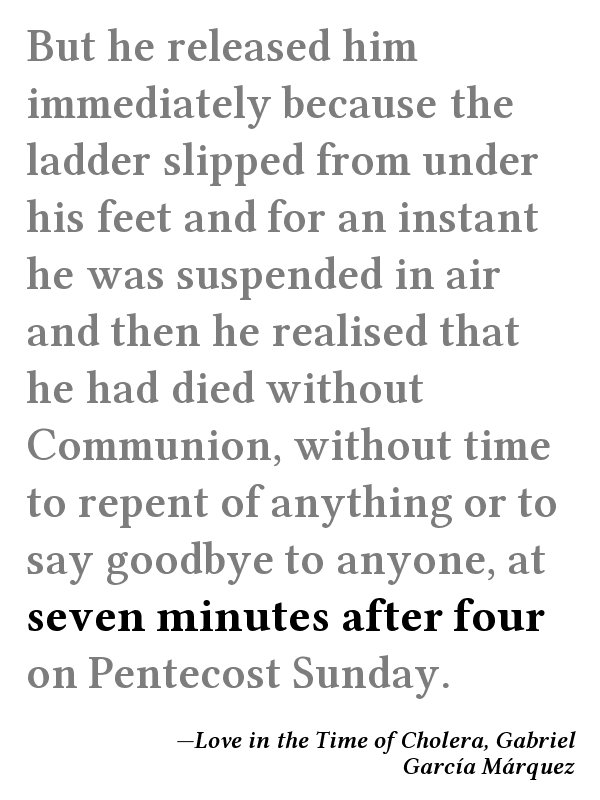 But he released him
immediately because the
ladder slipped from under
his feet and for an instant
he was suspended in air
and then he realised that
he had died without
Communion, without time
to repent of anything or to
say goodbye to anyone, at
seven minutes after four
on Pentecost Sunday.
—Love in the Time of Cholera, Gabriel
García Márquez